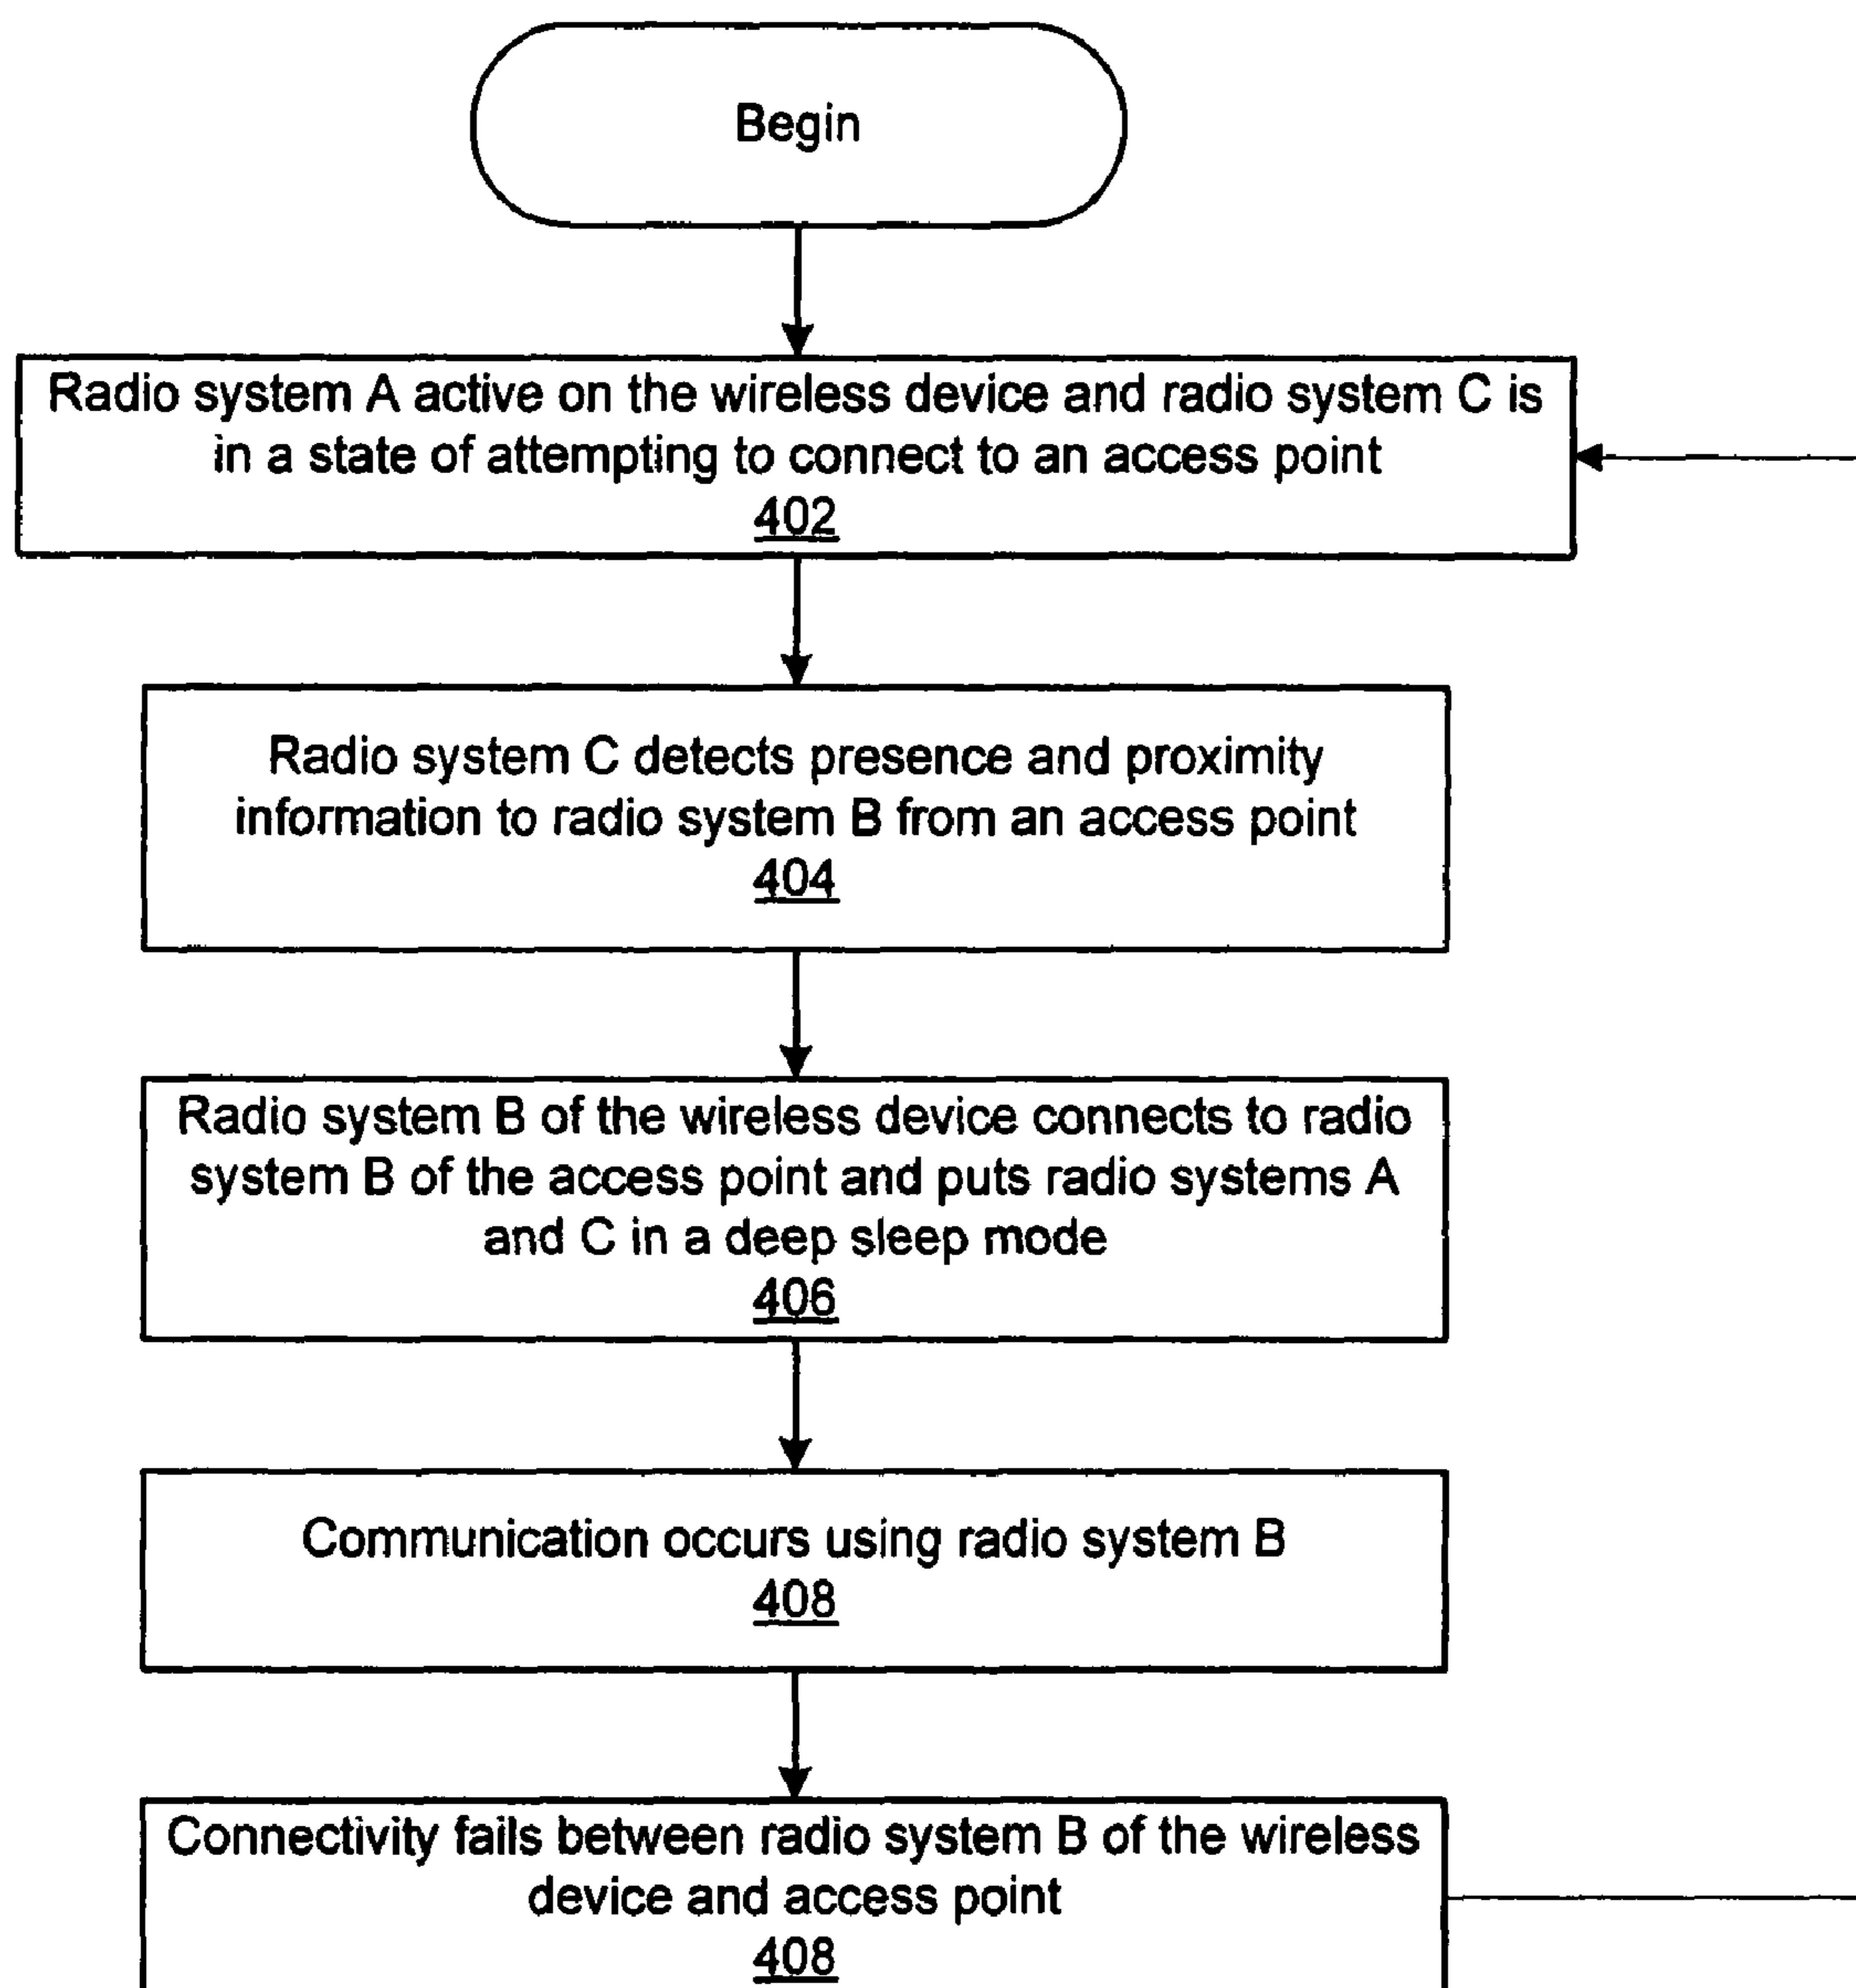 Begin
Radio system A active on the wireless device and radio system C is
in a state of attempting to connect to an access point
402
Radio system C detects presence and proximity
information to radio system B from an access point
404
Radio system B of the wireless device connects to radio
system B of the access point and puts radio systems A
and C in a deep sleep mode
406
Communication occurs using radio system B
408
Connectivity fails between radio system B of the wireless
device and access point
408